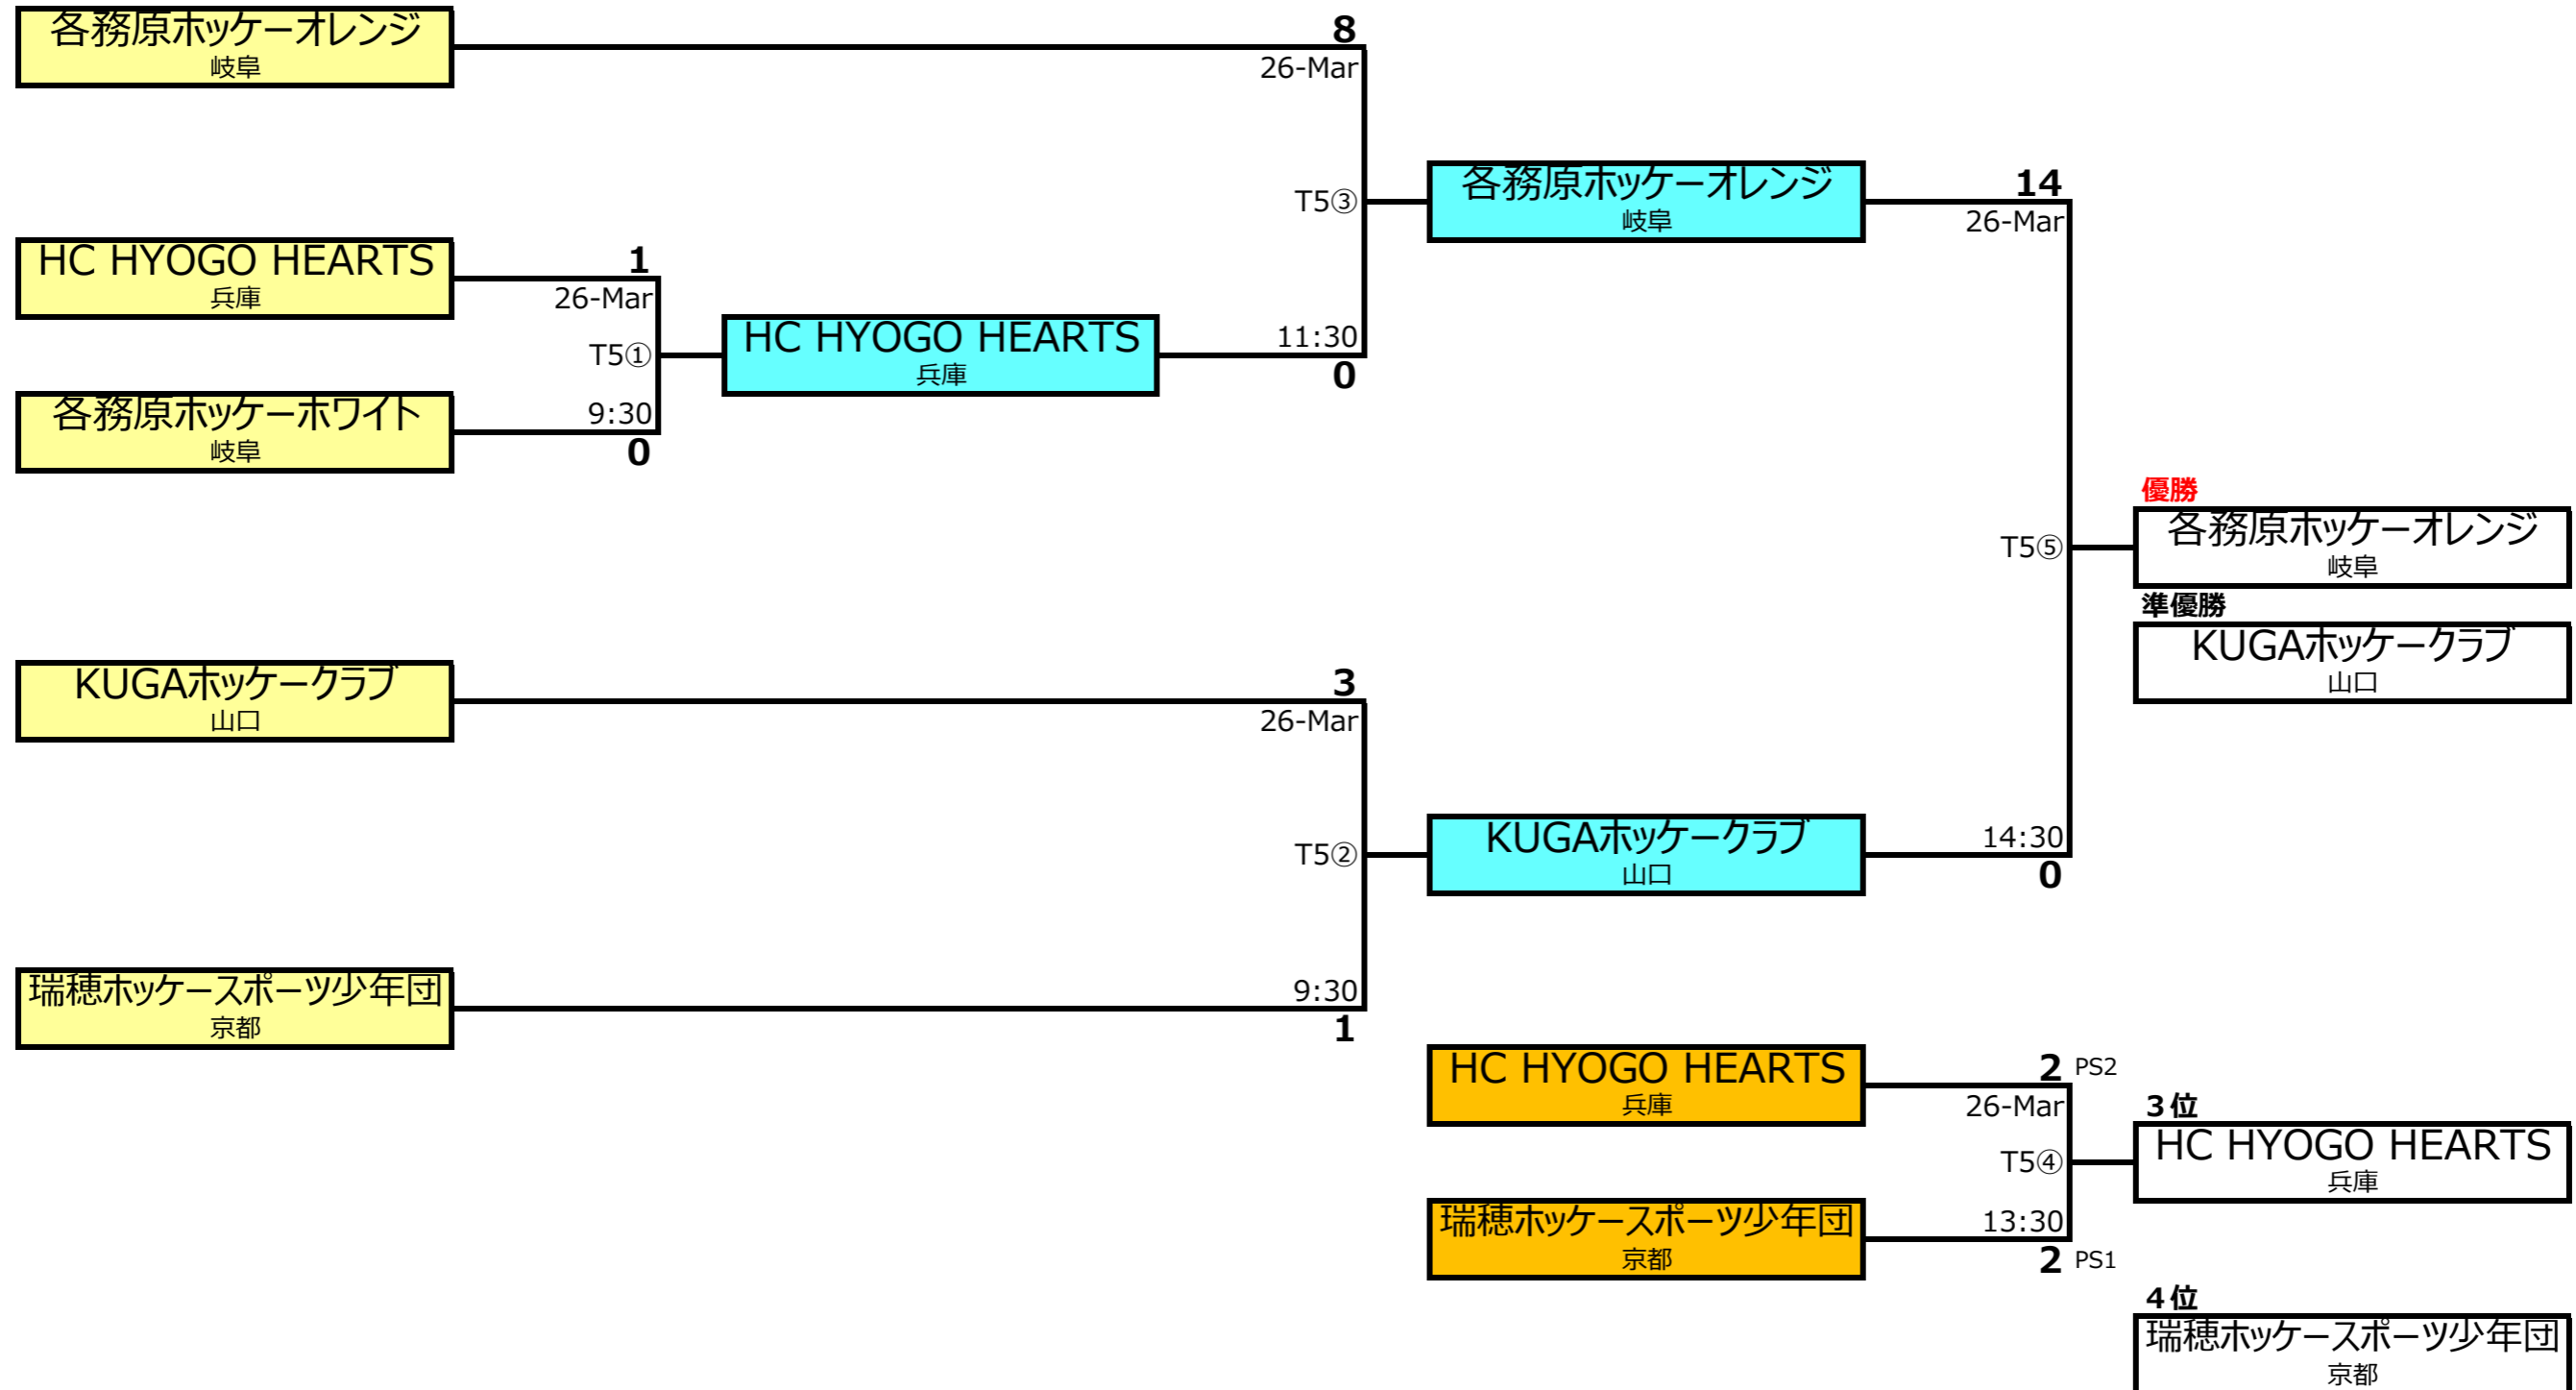 各務原ホッケーオレンジ
岐阜
8
26-Mar
T5③
各務原ホッケーオレンジ
岐阜
14
26-Mar
HC HYOGO HEARTS
兵庫
1
26-Mar
T5①
HC HYOGO HEARTS
兵庫
11:30
0
各務原ホッケーホワイト
岐阜
9:30
0
優勝
T5⑤
各務原ホッケーオレンジ
岐阜
準優勝
KUGAホッケークラブ
山口
KUGAホッケークラブ
山口
3
26-Mar
T5②
KUGAホッケークラブ
山口
14:30
0
瑞穂ホッケースポーツ少年団
京都
9:30
1
HC HYOGO HEARTS
兵庫
2 PS2
26-Mar
T5④
3位
HC HYOGO HEARTS
兵庫
瑞穂ホッケースポーツ少年団
京都
13:30
2 PS1
4位
瑞穂ホッケースポーツ少年団
京都